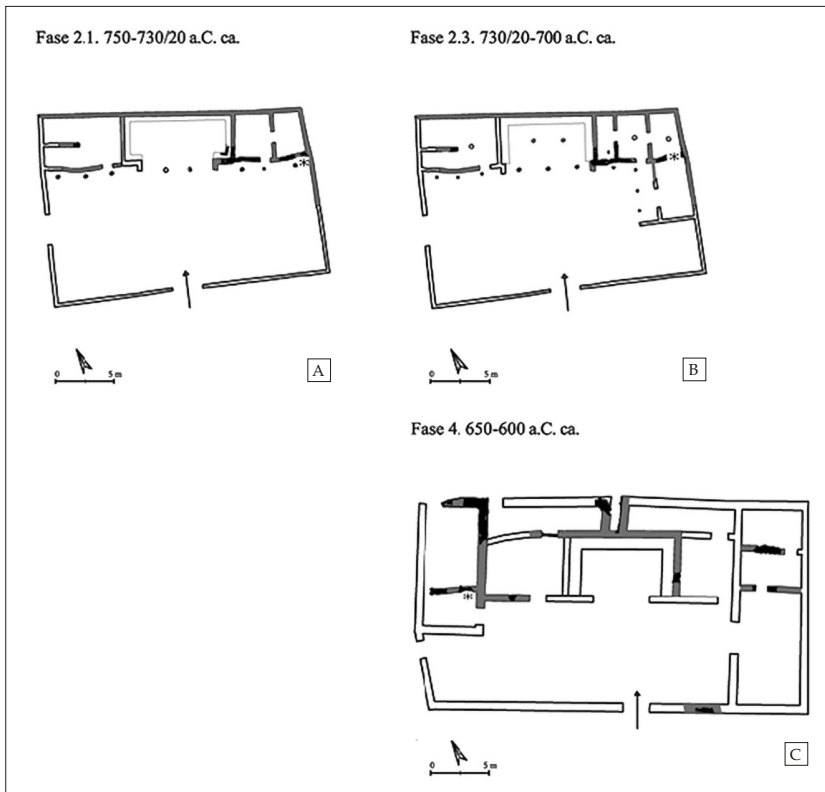 Fase 2.1. 750-730/20 a.C. ca.
Fase 2.3. 730/20-700 a.C. ca.
0 5 m
A
0 5 m
B
Fase 4. 650-600 a.C. ca.
0 5 m
C